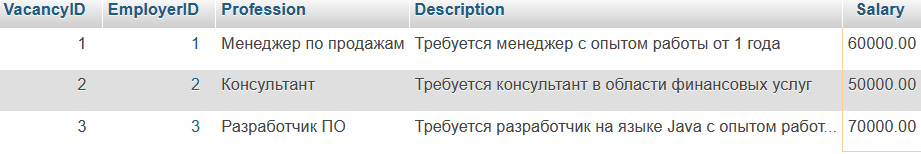 VacancyID EmployerID Profession Description Salary
1 1 Менеджер по продажам Требуется менеджер с опытом работы от 1 года 60000.00
2 2 Консультант Требуется консультант в области финансовых услуг 50000.00
3 3 Разработчик ПО Требуется разработчик на языке Java с опытом работ... 70000.00